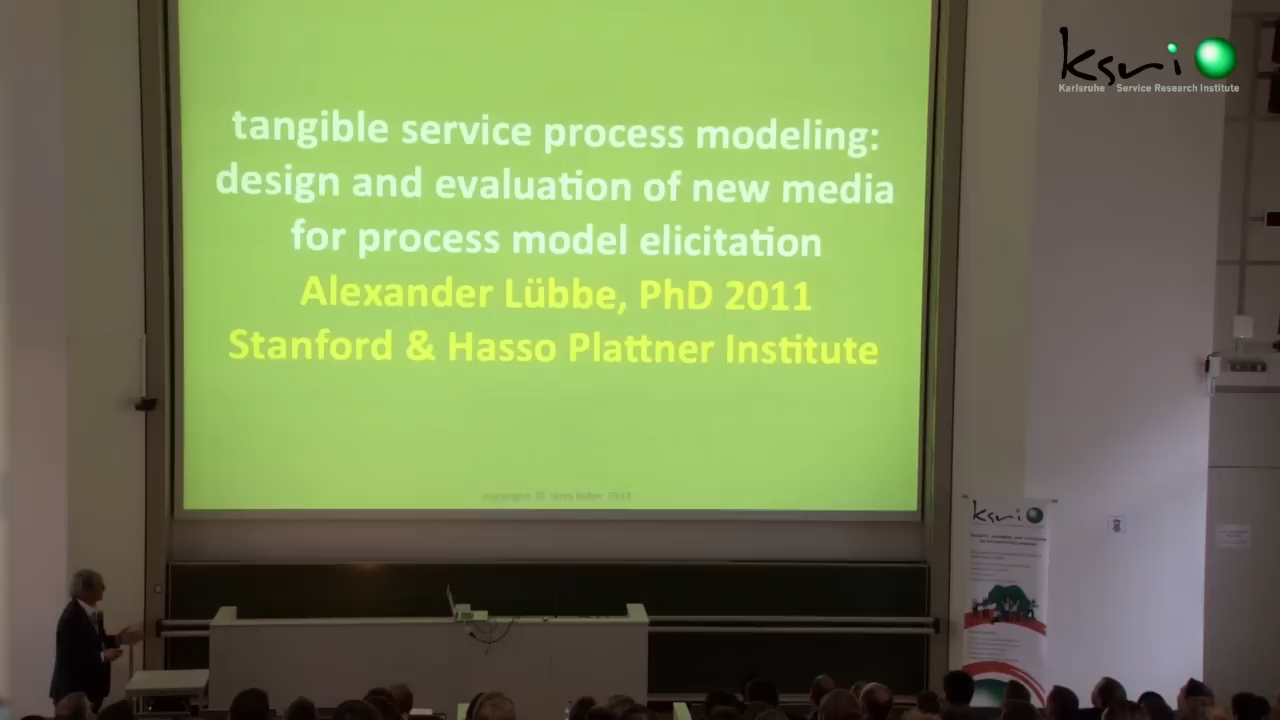 tangible service process modeling:
design and evaluation of new media
for process model elicitation
Alexander Lübbe, PhD 2011
Stanford & Hasso Plattner Institute
ksri
Karlsruhe Service Research Institute
ksri